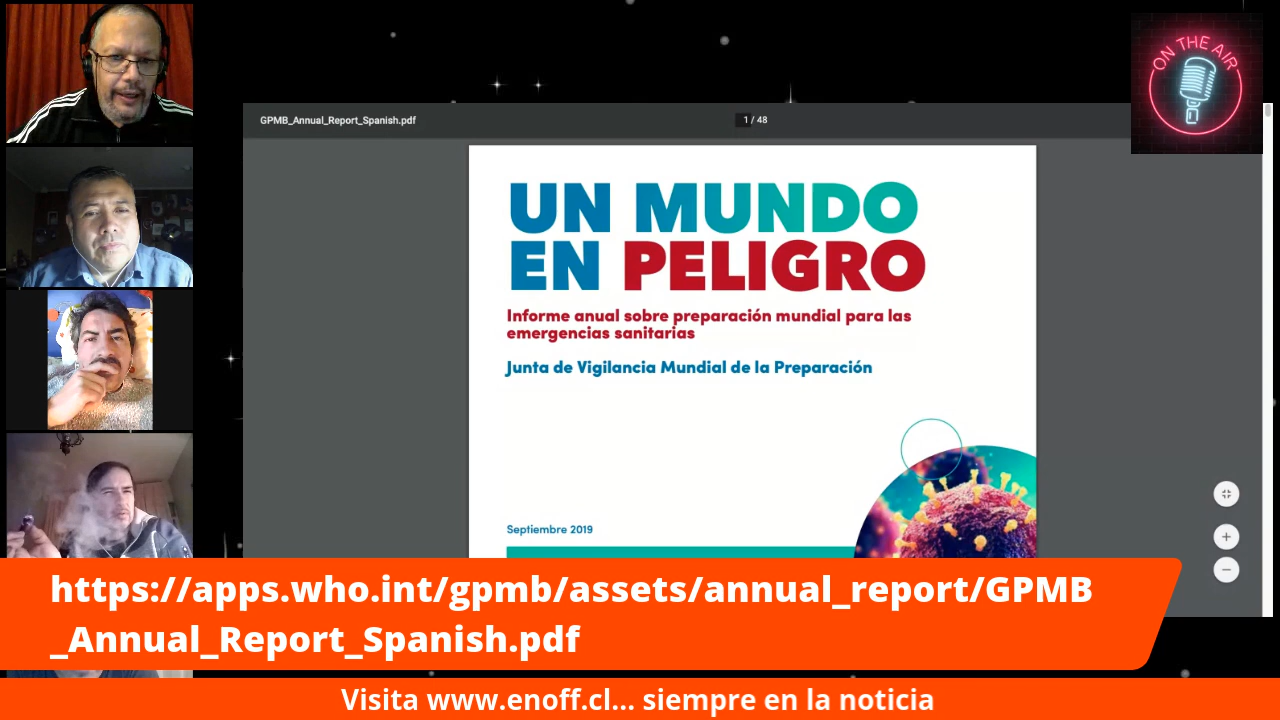 ON THE AIR
GPMB_Annual_Report_Spanish.pdf
1 / 48
UN MUNDO
EN PELIGRO
Informe anual sobre preparación mundial para las
emergencias sanitarias
Junta de Vigilancia Mundial de la Preparación
Septiembre 2019
https://apps.who.int/gpmb/assets/annual_report/GPMB
_Annual_Report_Spanish.pdf
Visita www.enoff.cl... siempre en la noticia